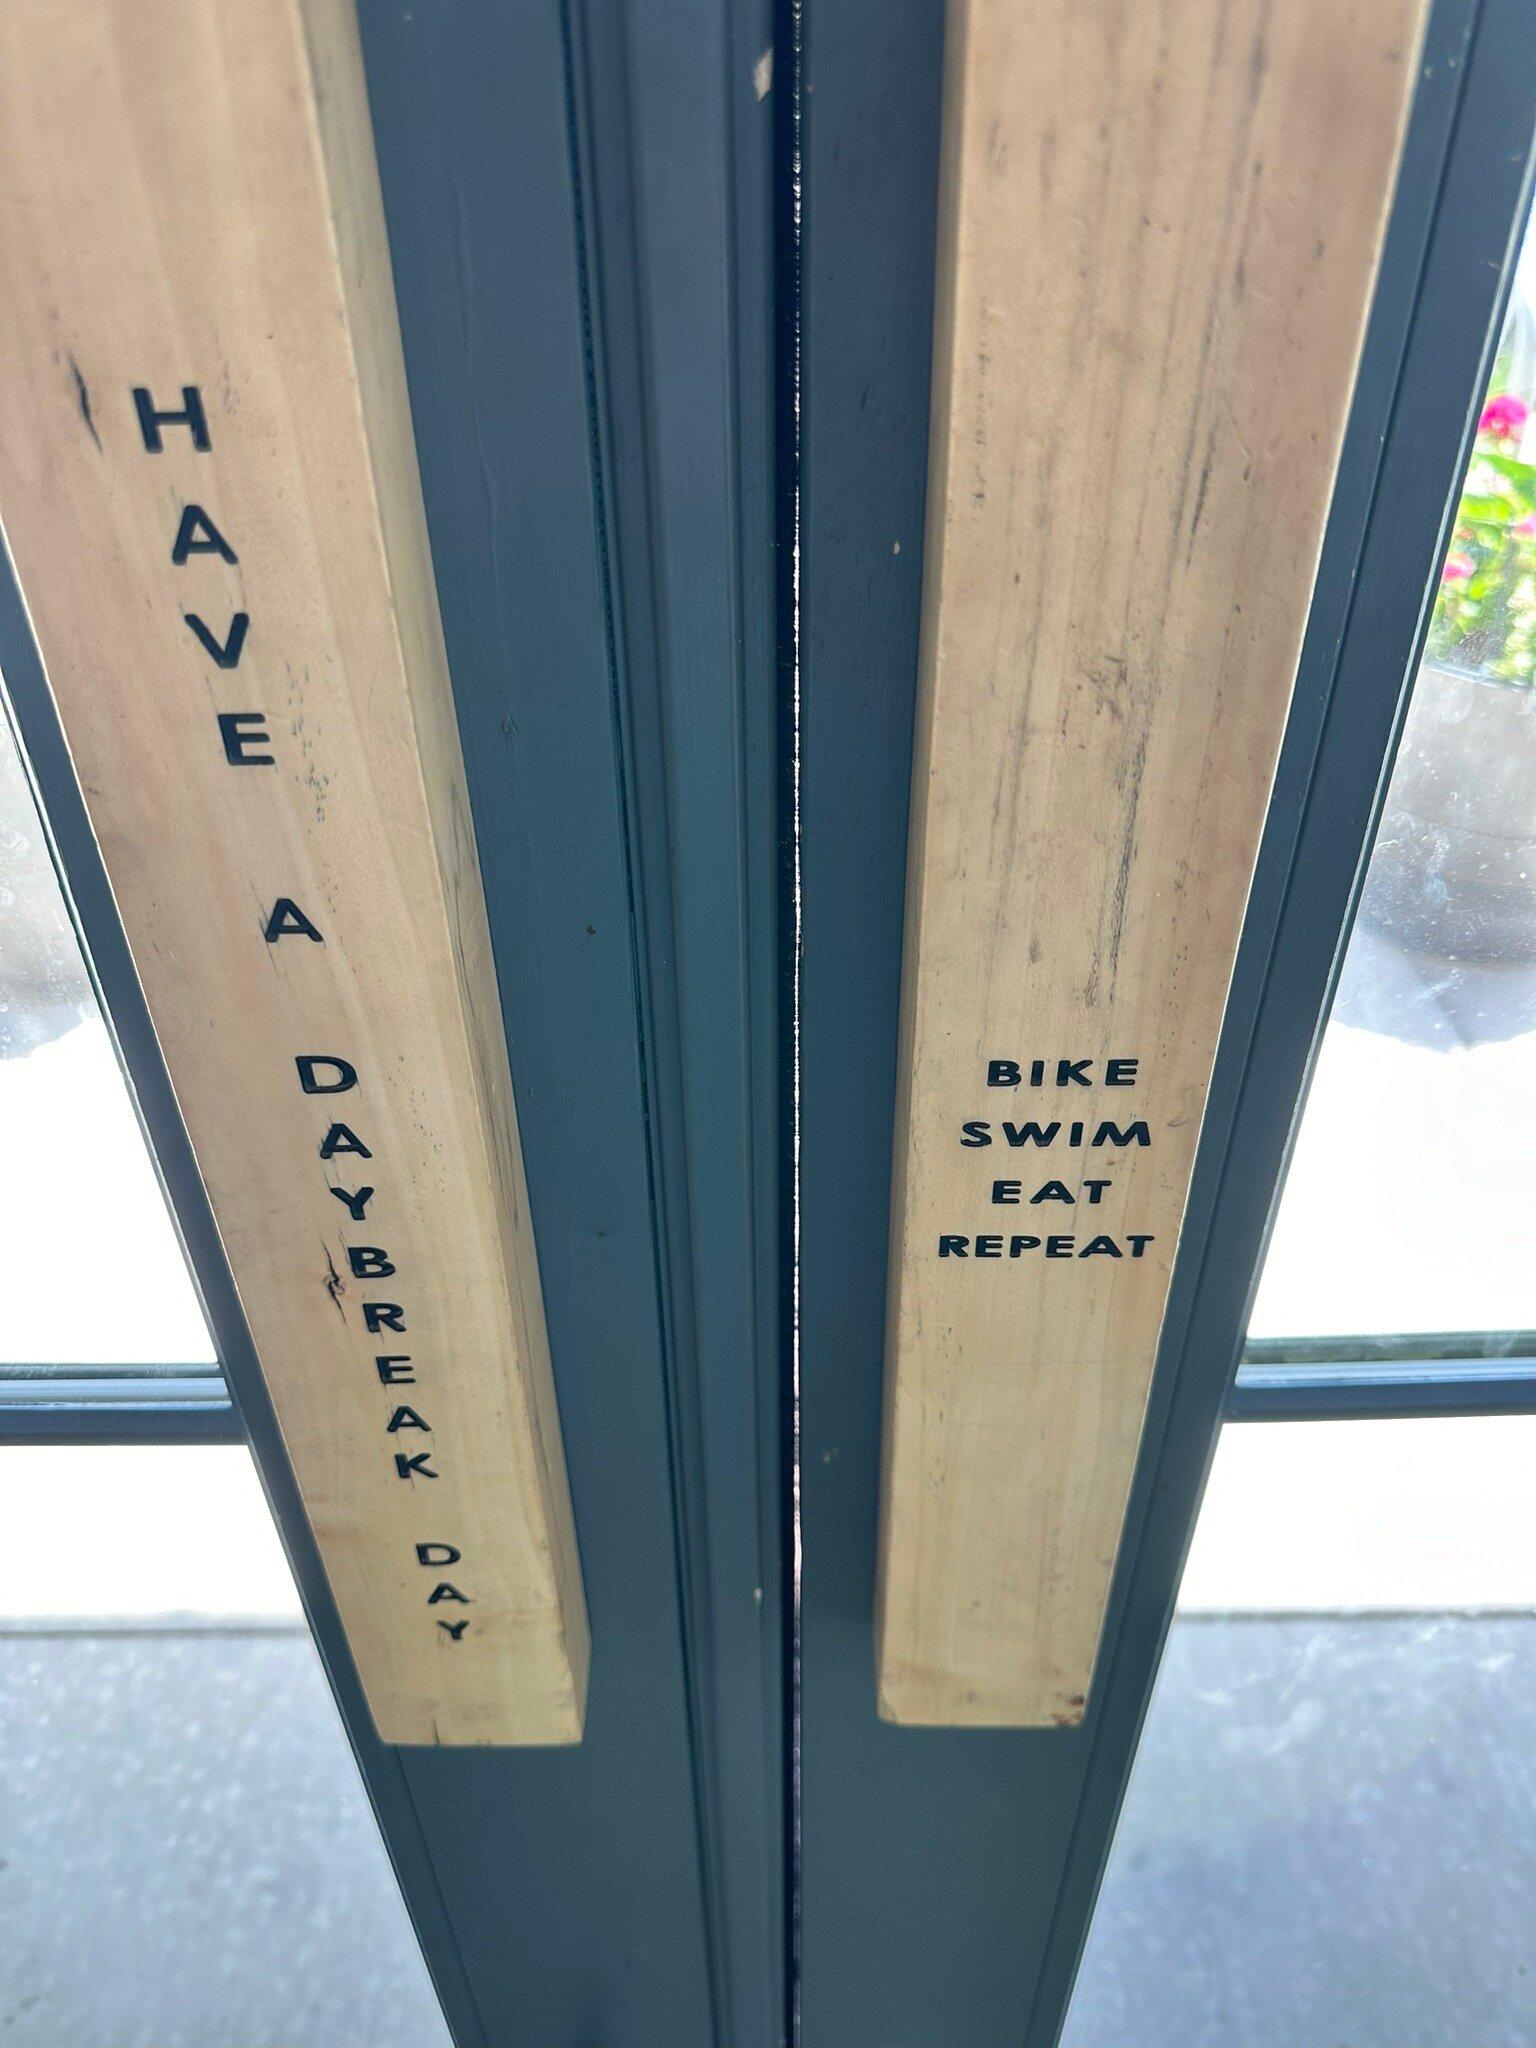 HAVE A DAYBREAK DAY
BIKE
SWIM
EAT
REPEAT